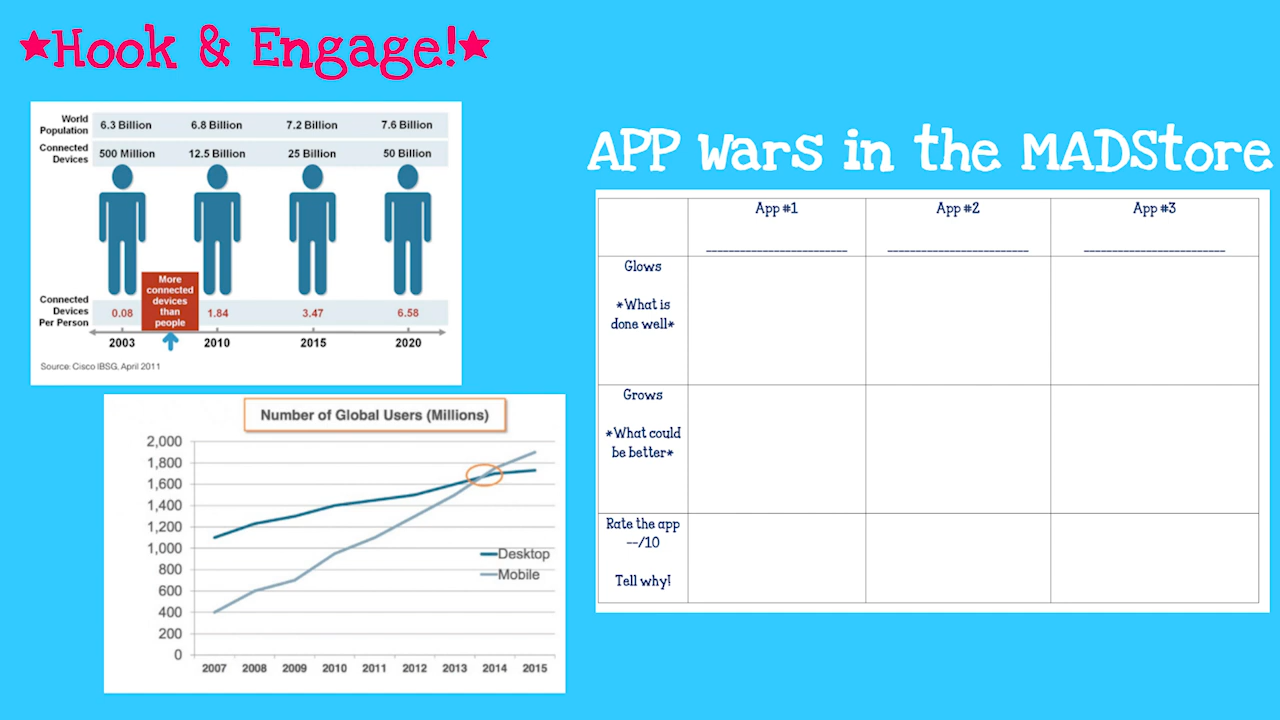 ★Hook & Engage!★
World Population 6.3 Billion 6.8 Billion 7.2 Billion 7.6 Billion
Connected Devices 500 Million 12.5 Billion 25 Billion 50 Billion
More connected devices than people
Connected Devices Per Person 0.08 1.84 3.47 6.58
2003 2010 2015 2020
Source: Cisco IBSG, April 2011
Number of Global Users (Millions)
2,000
1,800
1,600
1,400
1,200
1,000
800
600
400
200
0
Desktop
Mobile
2007 2008 2009 2010 2011 2012 2013 2014 2015
APP Wars in the MADStore
App #1 App #2 App #3
Glows
*What is
done well*
Grows
*What could
be better*
Rate the app
--/10
Tell why!